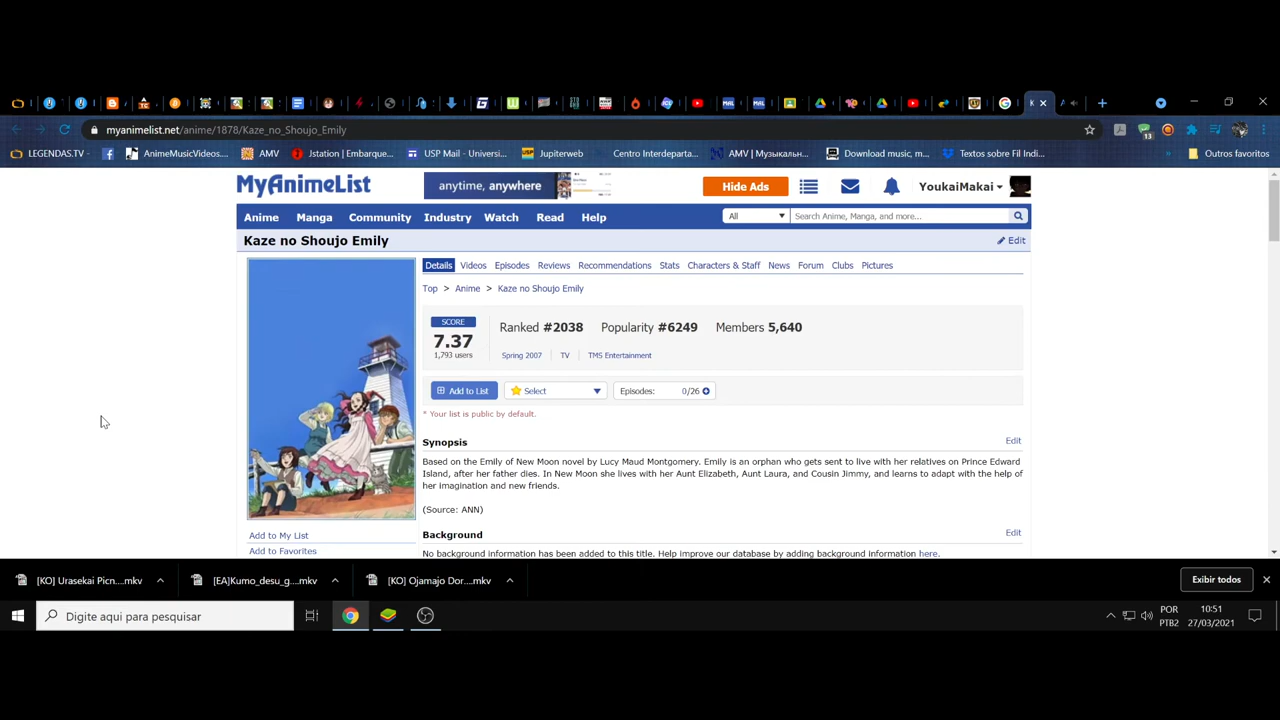 myanimelist.net/anime/1878/Kaze_no_Shoujo_Emily
LEGENDAS.TV - AnimeMusicVideos... AMV Jstation | Embarque... USP Mail - Universi... Jupiterweb Centro Interdeparta... AMV | Музыкальн... Download music, m... Textos sobre Fil Indi... Outros favoritos
MyAnimeList anytime, anywhere Hide Ads YoukaiMakai
Anime Manga Community Industry Watch Read Help All Search Anime, Manga, and more...
Kaze no Shoujo Emily Edit
Details Videos Episodes Reviews Recommendations Stats Characters & Staff News Forum Clubs Pictures
Top > Anime > Kaze no Shoujo Emily
SCORE
7.37
1,793 users
Ranked #2038 Popularity #6249 Members 5,640
Spring 2007 TV TMS Entertainment
Add to List Select Episodes: 0/26
* Your list is public by default.
Synopsis Edit
Based on the Emily of New Moon novel by Lucy Maud Montgomery. Emily is an orphan who gets sent to live with her relatives on Prince Edward
Island, after her father dies. In New Moon she lives with her Aunt Elizabeth, Aunt Laura, and Cousin Jimmy, and learns to adapt with the help of
her imagination and new friends.
(Source: ANN)
Background Edit
No background information has been added to this title. Help improve our database by adding background information here.
Add to My List
Add to Favorites
[KO] Urasekai Picn....mkv [EA]Kumo_desu_g....mkv [KO] Ojamajo Dor....mkv Exibir todos
Digite aqui para pesquisar
POR
PTB2
10:51
27/03/2021